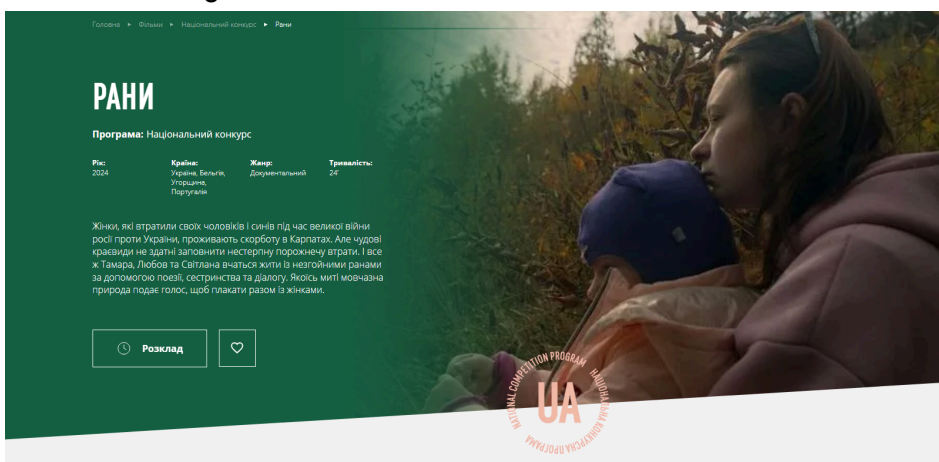 Головна ▸ Фільми ▸ Національний конкурс ▸ Рани
РАНИ
Програма: Національний конкурс
Рік:
2024
Країна:
Україна, Бельгія,
Угорщина,
Португалія
Жанр:
Документальний
Тривалість:
24'
Жінки, які втратили своїх чоловіків і синів під час великої війни
росії проти України, проживають скорботу в Карпатах. Але чудові
краєвиди не здатні заповнити нестерпну порожнечу втрати. І все
ж Тамара, Любов та Світлана вчаться жити із незгойними ранами
за допомогою поезії, сестринства та діалогу. Якоїсь миті мовчазна
природа подає голос, щоб плакати разом із жінками.
Розклад
NATIONAL COMPETITION PROGRAM
UA
НАЦІОНАЛЬНА КОНКУРСНА ПРОГРАМА